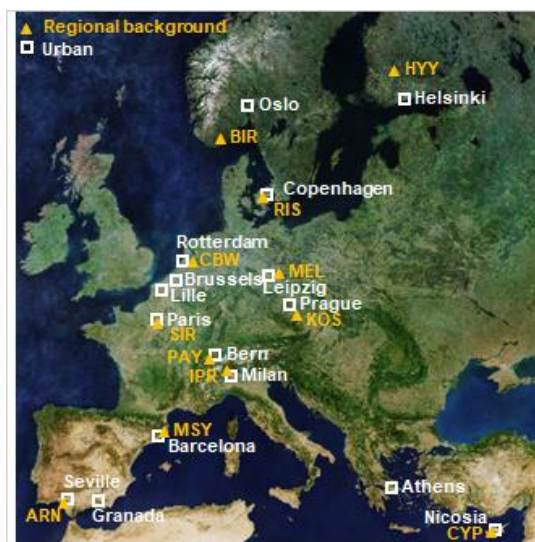 Regional background
Urban
HYY
Helsinki
Oslo
BIR
Copenhagen
RIS
Rotterdam
CBW
Brussels
MEL
Leipzig
Lille
Prague
Paris
KOS
SIR
Bern
PAY
IPR
Milan
MSY
Barcelona
Seville
Athens
ARN
Granada
Nicosia
CYP